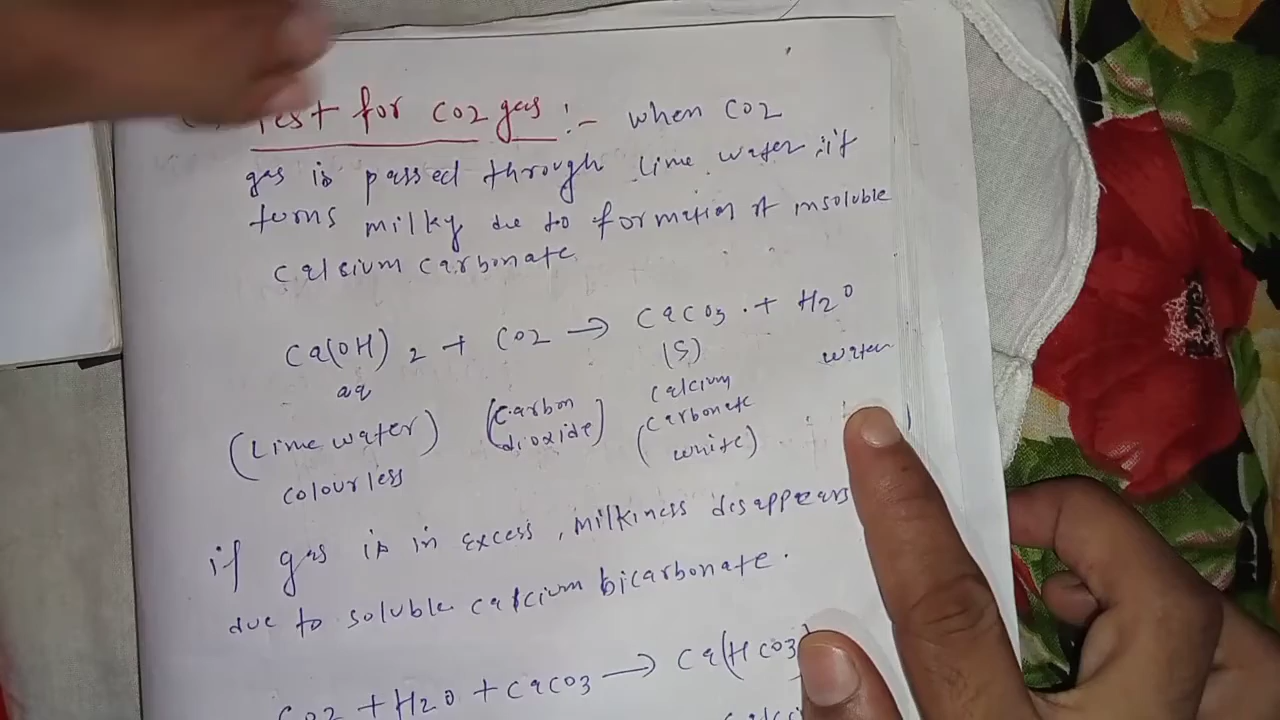 Test for CO2 gas :- when CO2
gas is passed through lime water, it
turns milky due to formation of insoluble
Calsium carbonate
Ca(OH)2 + CO2 → CaCO3 + H2O
aq (S) water
(Lime water) (Carbon dioxide) (Calcium carbonate white)
colourless
if gas is in excess, milkiness disappears
due to soluble calcium bicarbonate.
CO2 + H2O + CaCO3 → Ca(HCO3)